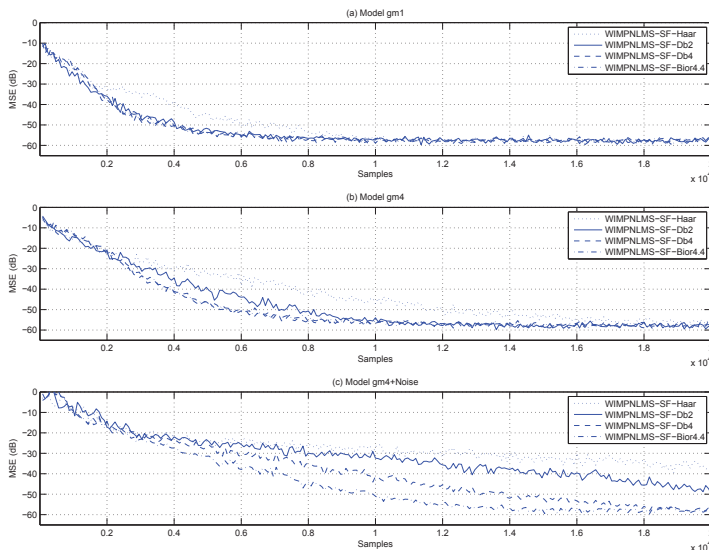 (a) Model gm1
0
−10
−20
−30
−40
−50
−60
MSE (dB)
WIMPNLMS−SF−Haar
WIMPNLMS−SF−Db2
WIMPNLMS−SF−Db4
WIMPNLMS−SF−Bior4.4
0.2 0.4 0.6 0.8 1 1.2 1.4 1.6 1.8
Samples
x 10
(b) Model gm4
0
−10
−20
−30
−40
−50
−60
MSE (dB)
WIMPNLMS−SF−Haar
WIMPNLMS−SF−Db2
WIMPNLMS−SF−Db4
WIMPNLMS−SF−Bior4.4
0.2 0.4 0.6 0.8 1 1.2 1.4 1.6 1.8
Samples
x 10
(c) Model gm4+Noise
0
−10
−20
−30
−40
−50
−60
MSE (dB)
WIMPNLMS−SF−Haar
WIMPNLMS−SF−Db2
WIMPNLMS−SF−Db4
WIMPNLMS−SF−Bior4.4
0.2 0.4 0.6 0.8 1 1.2 1.4 1.6 1.8
Samples
x 10